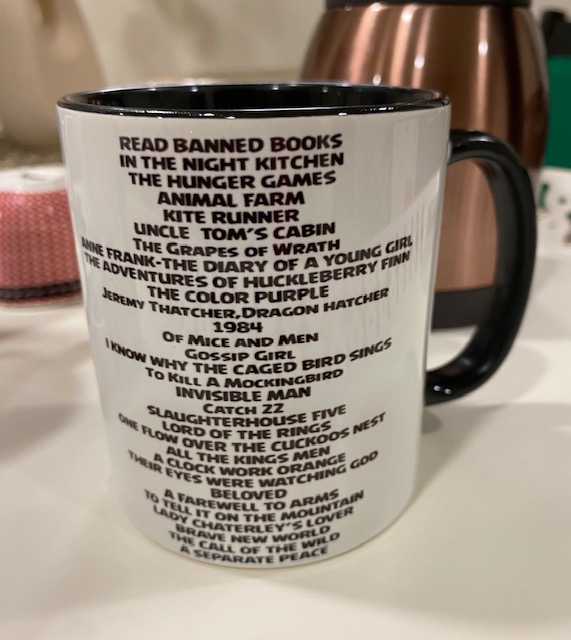 READ BANNED BOOKS
IN THE NIGHT KITCHEN
THE HUNGER GAMES
ANIMAL FARM
KITE RUNNER
UNCLE TOM'S CABIN
THE GRAPES OF WRATH
ANNE FRANK-THE DIARY OF A YOUNG GIRL
THE ADVENTURES OF HUCKLEBERRY FINN
THE COLOR PURPLE
JEREMY THATCHER,DRAGON HATCHER
1984
OF MICE AND MEN
GOSSIP GIRL
I KNOW WHY THE CAGED BIRD SINGS
TO KILL A MOCKINGBIRD
INVISIBLE MAN
CATCH 22
SLAUGHTERHOUSE FIVE
LORD OF THE RINGS
ONE FLOW OVER THE CUCKOOS NEST
ALL THE KINGS MEN
A CLOCK WORK ORANGE
THEIR EYES WERE WATCHING GOD
BELOVED
A FAREWELL TO ARMS
TO TELL IT ON THE MOUNTAIN
LADY CHATERLEY'S LOVER
BRAVE NEW WORLD
THE CALL OF THE WILD
A SEPARATE PEACE